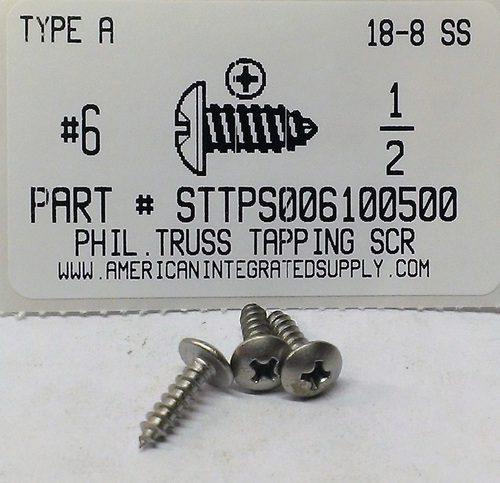 TYPE A 18-8 SS
#6 1/2
PART # STTPS006100500
PHIL.TRUSS TAPPING SCR
WWW.AMERICANINTEGRATEDSUPPLY.COM